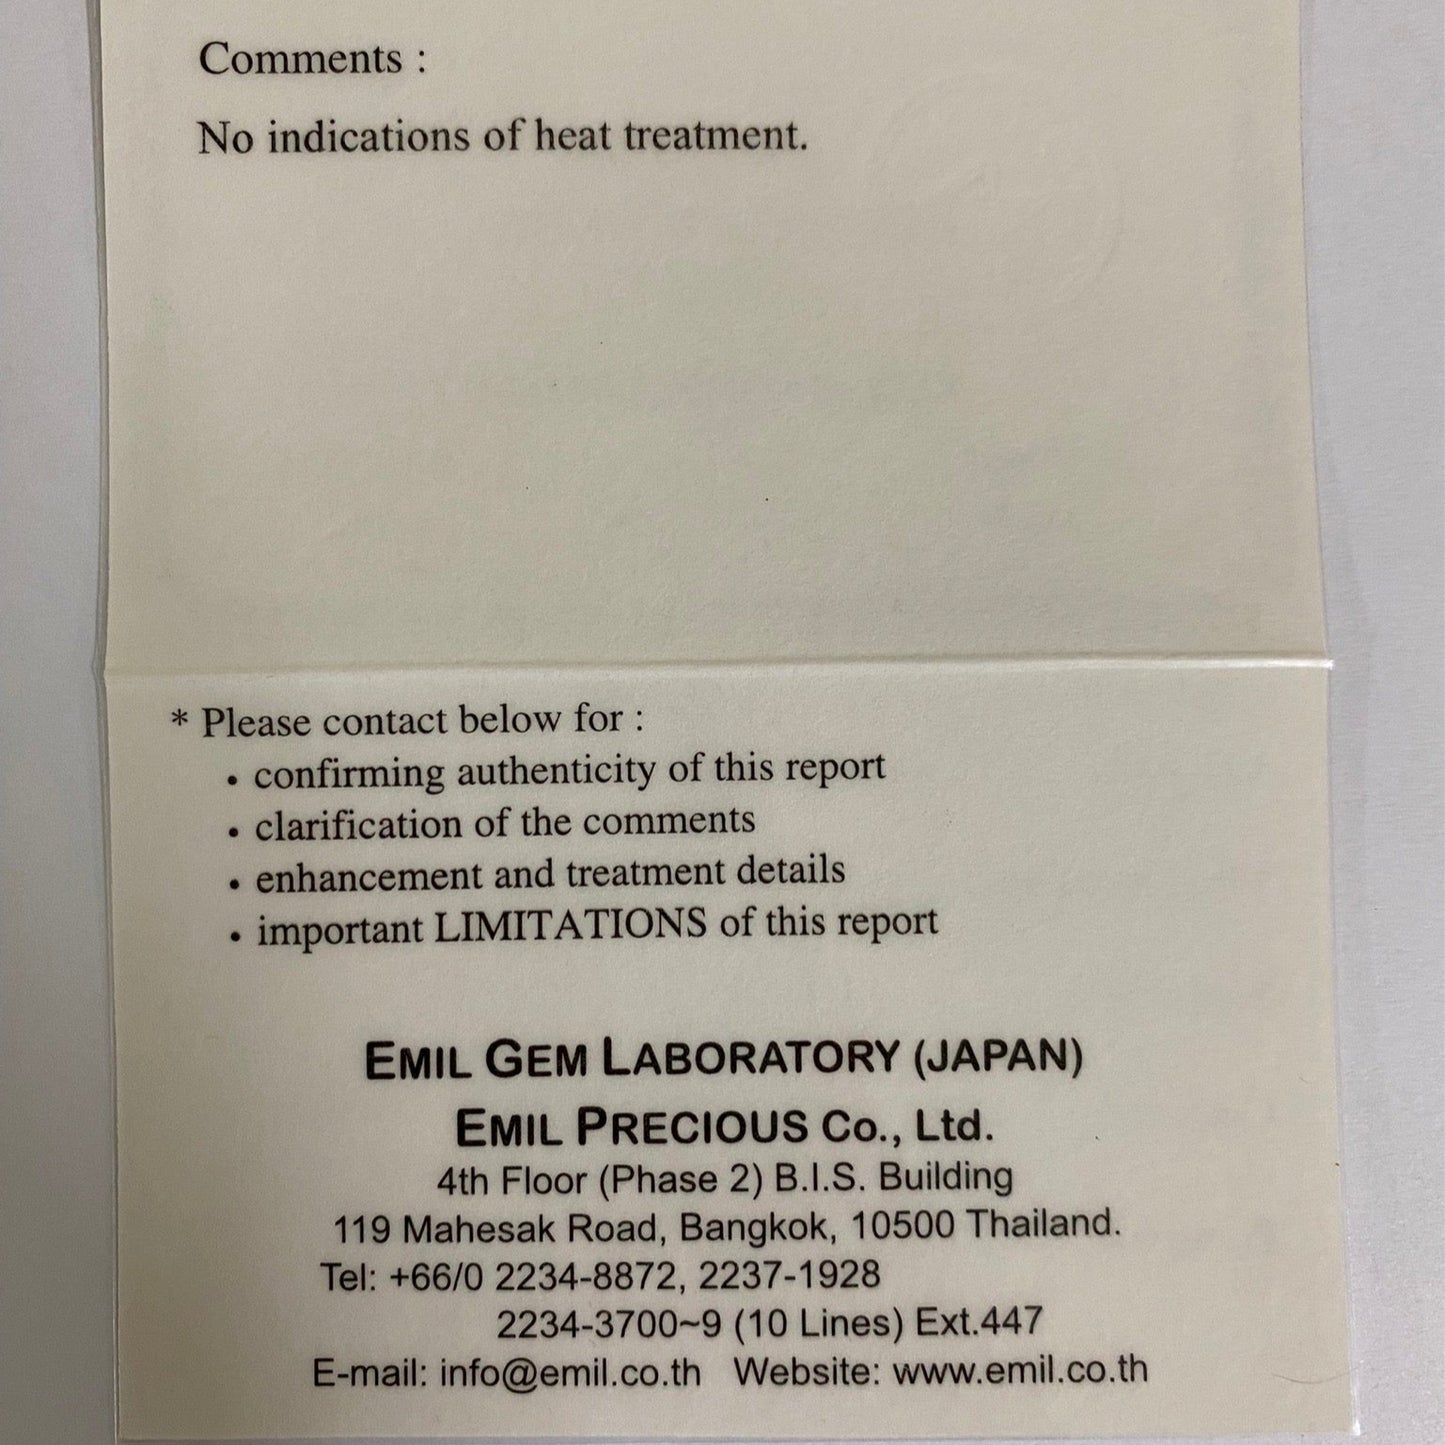 Comments :
No indications of heat treatment.
* Please contact below for :
• confirming authenticity of this report
• clarification of the comments
• enhancement and treatment details
• important LIMITATIONS of this report
EMIL GEM LABORATORY (JAPAN)
EMIL PRECIOUS Co., Ltd.
4th Floor (Phase 2) B.I.S. Building
119 Mahesak Road, Bangkok, 10500 Thailand.
Tel: +66/0 2234-8872, 2237-1928
2234-3700~9 (10 Lines) Ext.447
E-mail: info@emil.co.th Website: www.emil.co.th